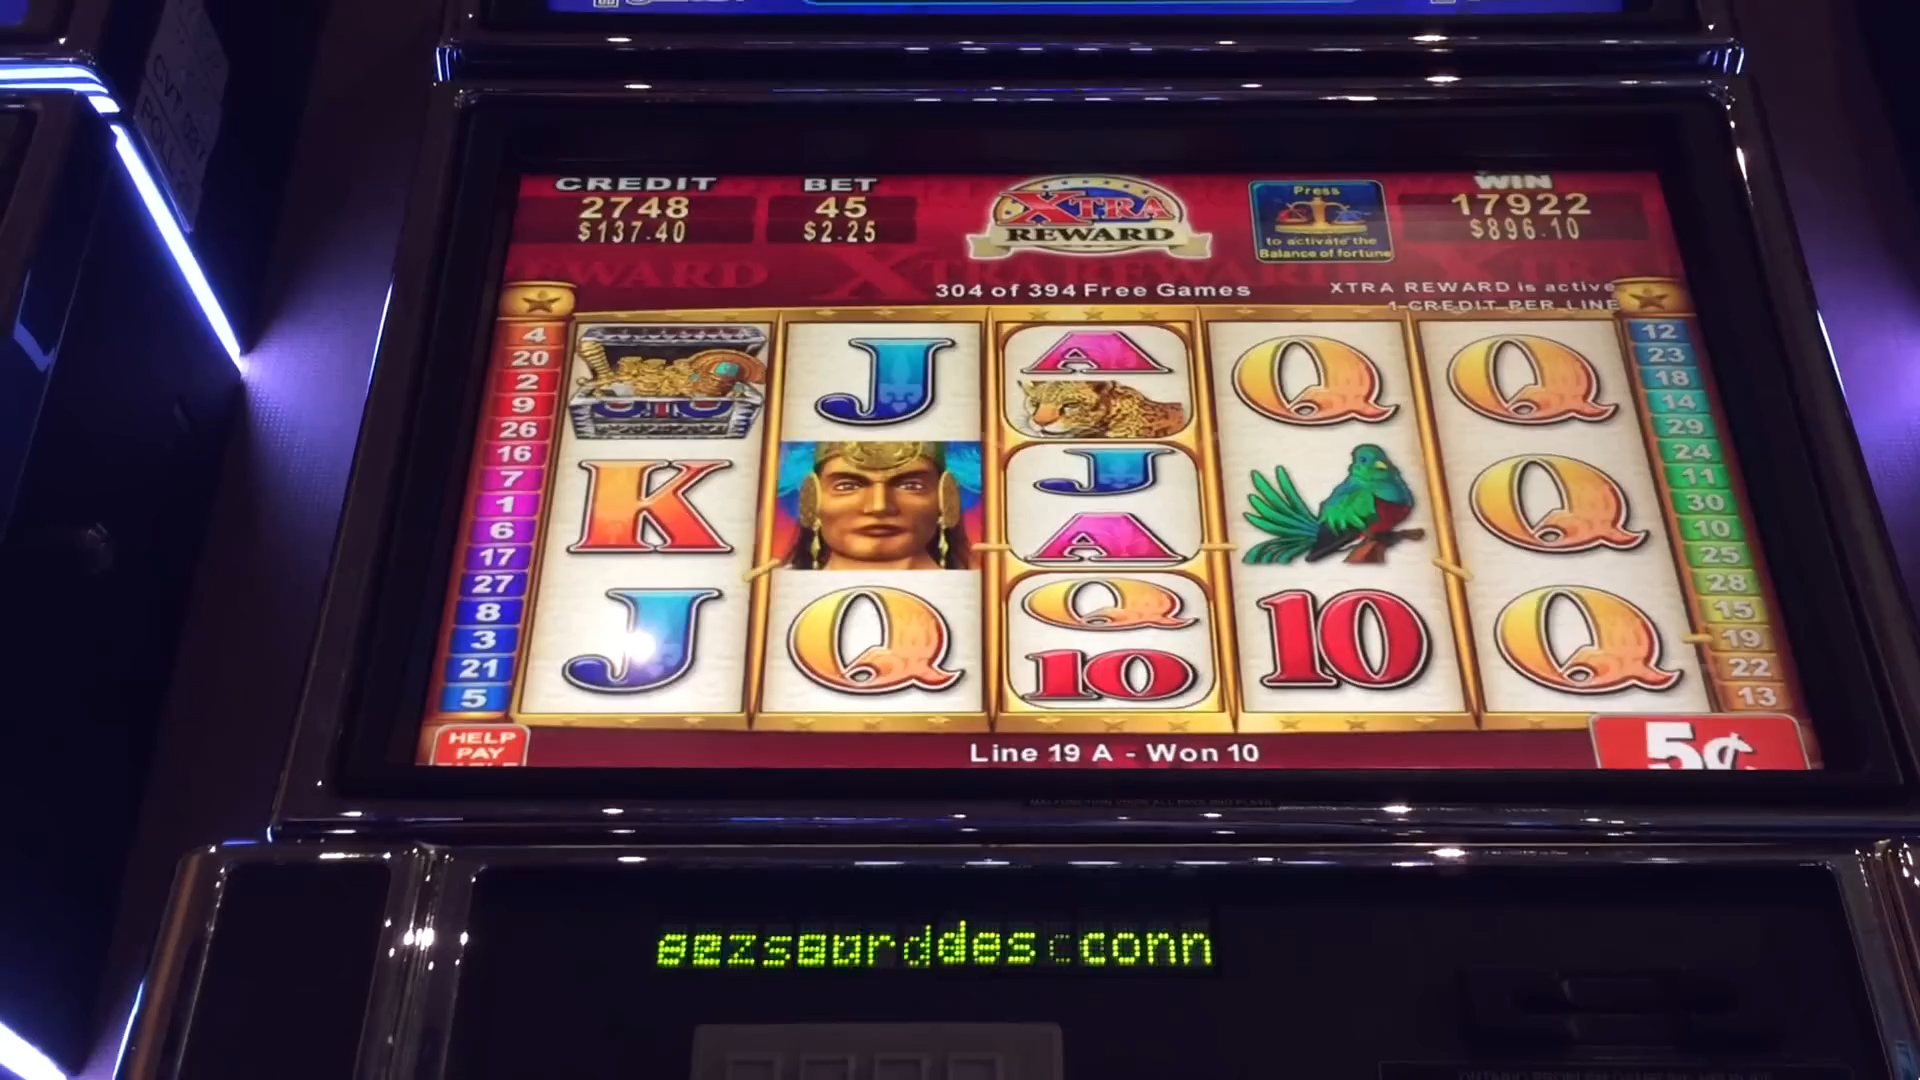 CREDIT
2748
$137.40
BET
45
$2.25
XTRA
REWARD
Press
to activate the
Balance of fortune
WIN
17922
$896.10
304 of 394 Free Games
XTRA REWARD is active
1 CREDIT PER LINE
4
20
2
9
26
16
7
1
6
17
27
8
3
21
5
J A Q Q
K J A Q
J Q Q 10 10 Q
12
23
18
14
29
24
11
30
10
25
28
15
19
22
13
HELP
PAY
Line 19 A - Won 10
5¢